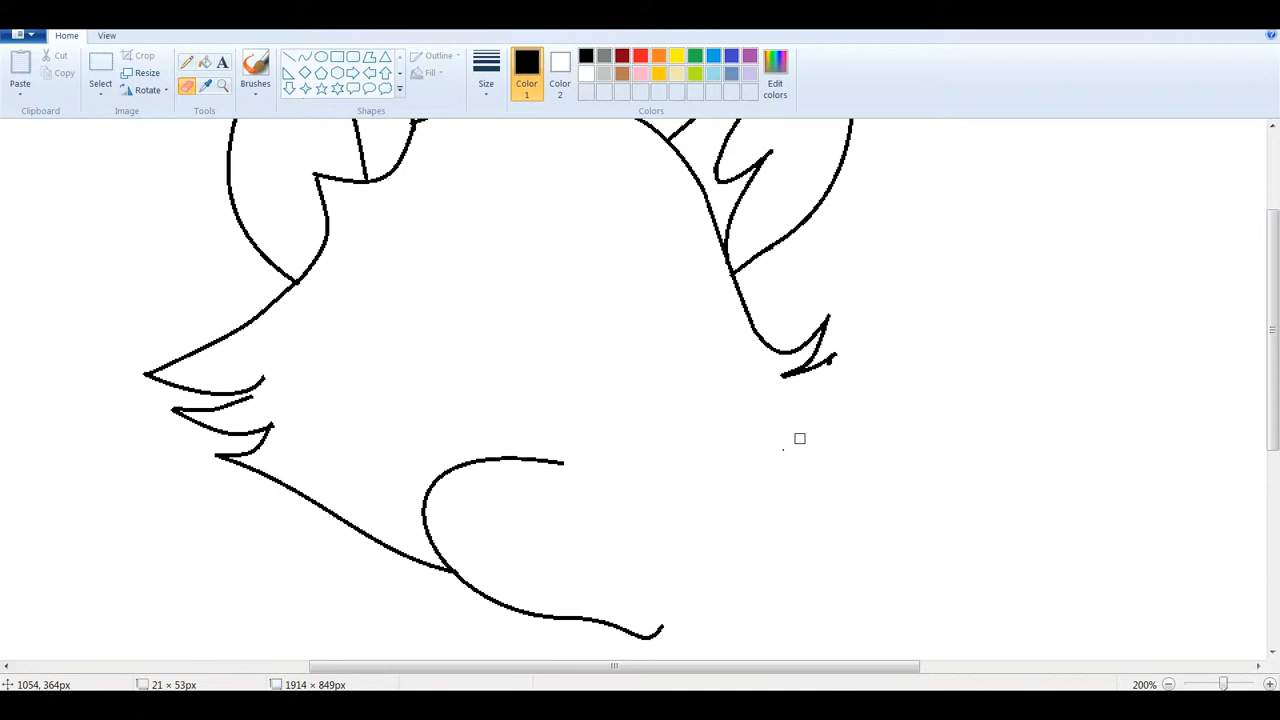 Home View
Paste
Cut
Copy
Clipboard
Select
Crop
Resize
Rotate
Image
A
Tools
Brushes
Shapes
Outline
Fill
Size
Color
1
Color
2
Colors
Edit
colors
1054, 364px
21 × 53px
1914 × 849px
200%